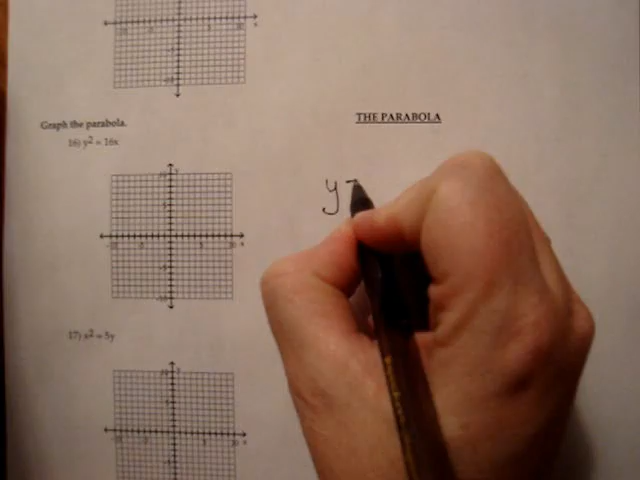 Graph the parabola.
16) y² = 16x
17) x² = 5y
THE PARABOLA
y